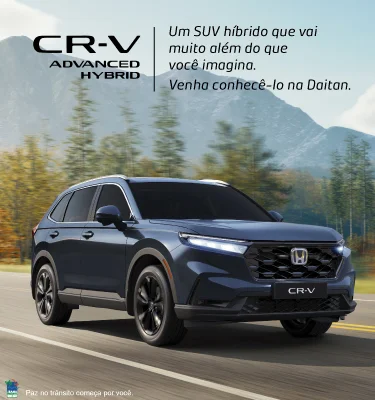 CR-V
ADVANCED
HYBRID
Um SUV híbrido que vai
muito além do que
você imagina.
Venha conhecê-lo na Daitan.
CR-V
Paz no trânsito começa por você.